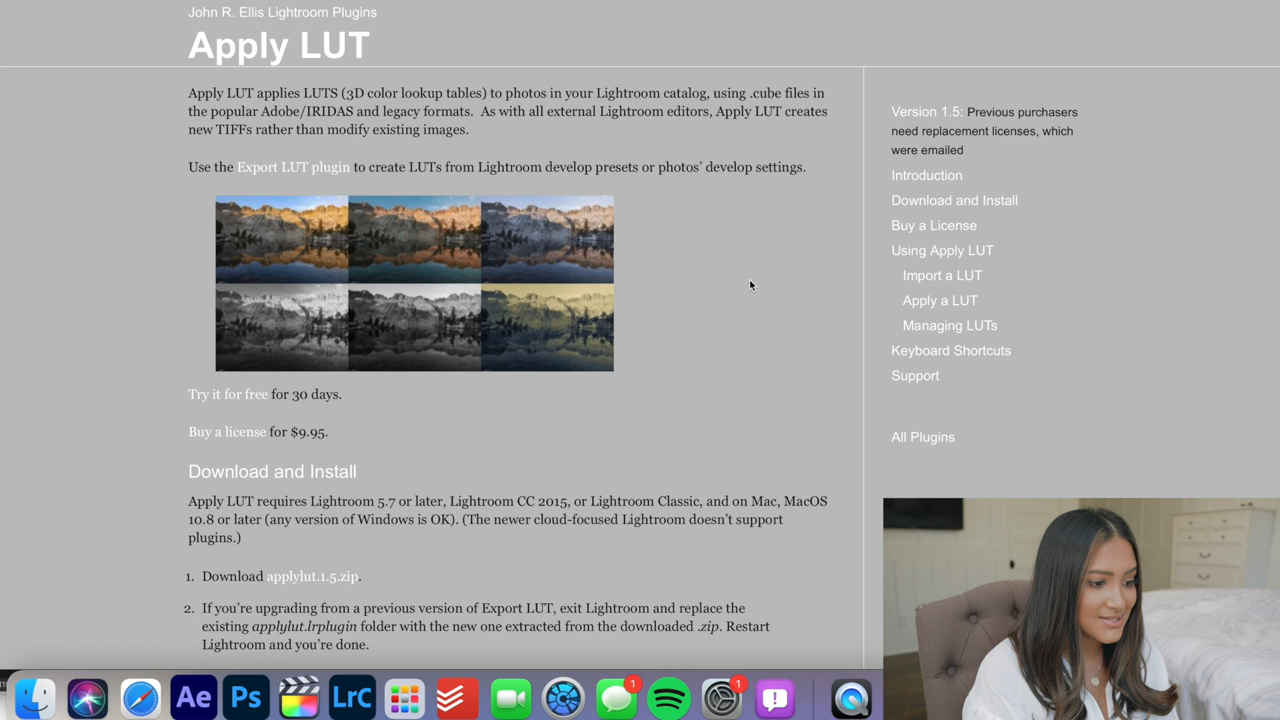 John R. Ellis Lightroom Plugins
Apply LUT
Apply LUT applies LUTS (3D color lookup tables) to photos in your Lightroom catalog, using .cube files in
the popular Adobe/IRIDAS and legacy formats.  As with all external Lightroom editors, Apply LUT creates
new TIFFs rather than modify existing images.
Use the Export LUT plugin to create LUTs from Lightroom develop presets or photos’ develop settings.
Try it for free for 30 days.
Buy a license for $9.95.
Download and Install
Apply LUT requires Lightroom 5.7 or later, Lightroom CC 2015, or Lightroom Classic, and on Mac, MacOS
10.8 or later (any version of Windows is OK). (The newer cloud-focused Lightroom doesn’t support
plugins.)
1. Download applylut.1.5.zip.
2. If you’re upgrading from a previous version of Export LUT, exit Lightroom and replace the
existing applylut.lrplugin folder with the new one extracted from the downloaded .zip. Restart
Lightroom and you’re done.
Version 1.5: Previous purchasers
need replacement licenses, which
were emailed
Introduction
Download and Install
Buy a License
Using Apply LUT
Import a LUT
Apply a LUT
Managing LUTs
Keyboard Shortcuts
Support
All Plugins
Ae
Ps
Lrc
1
1